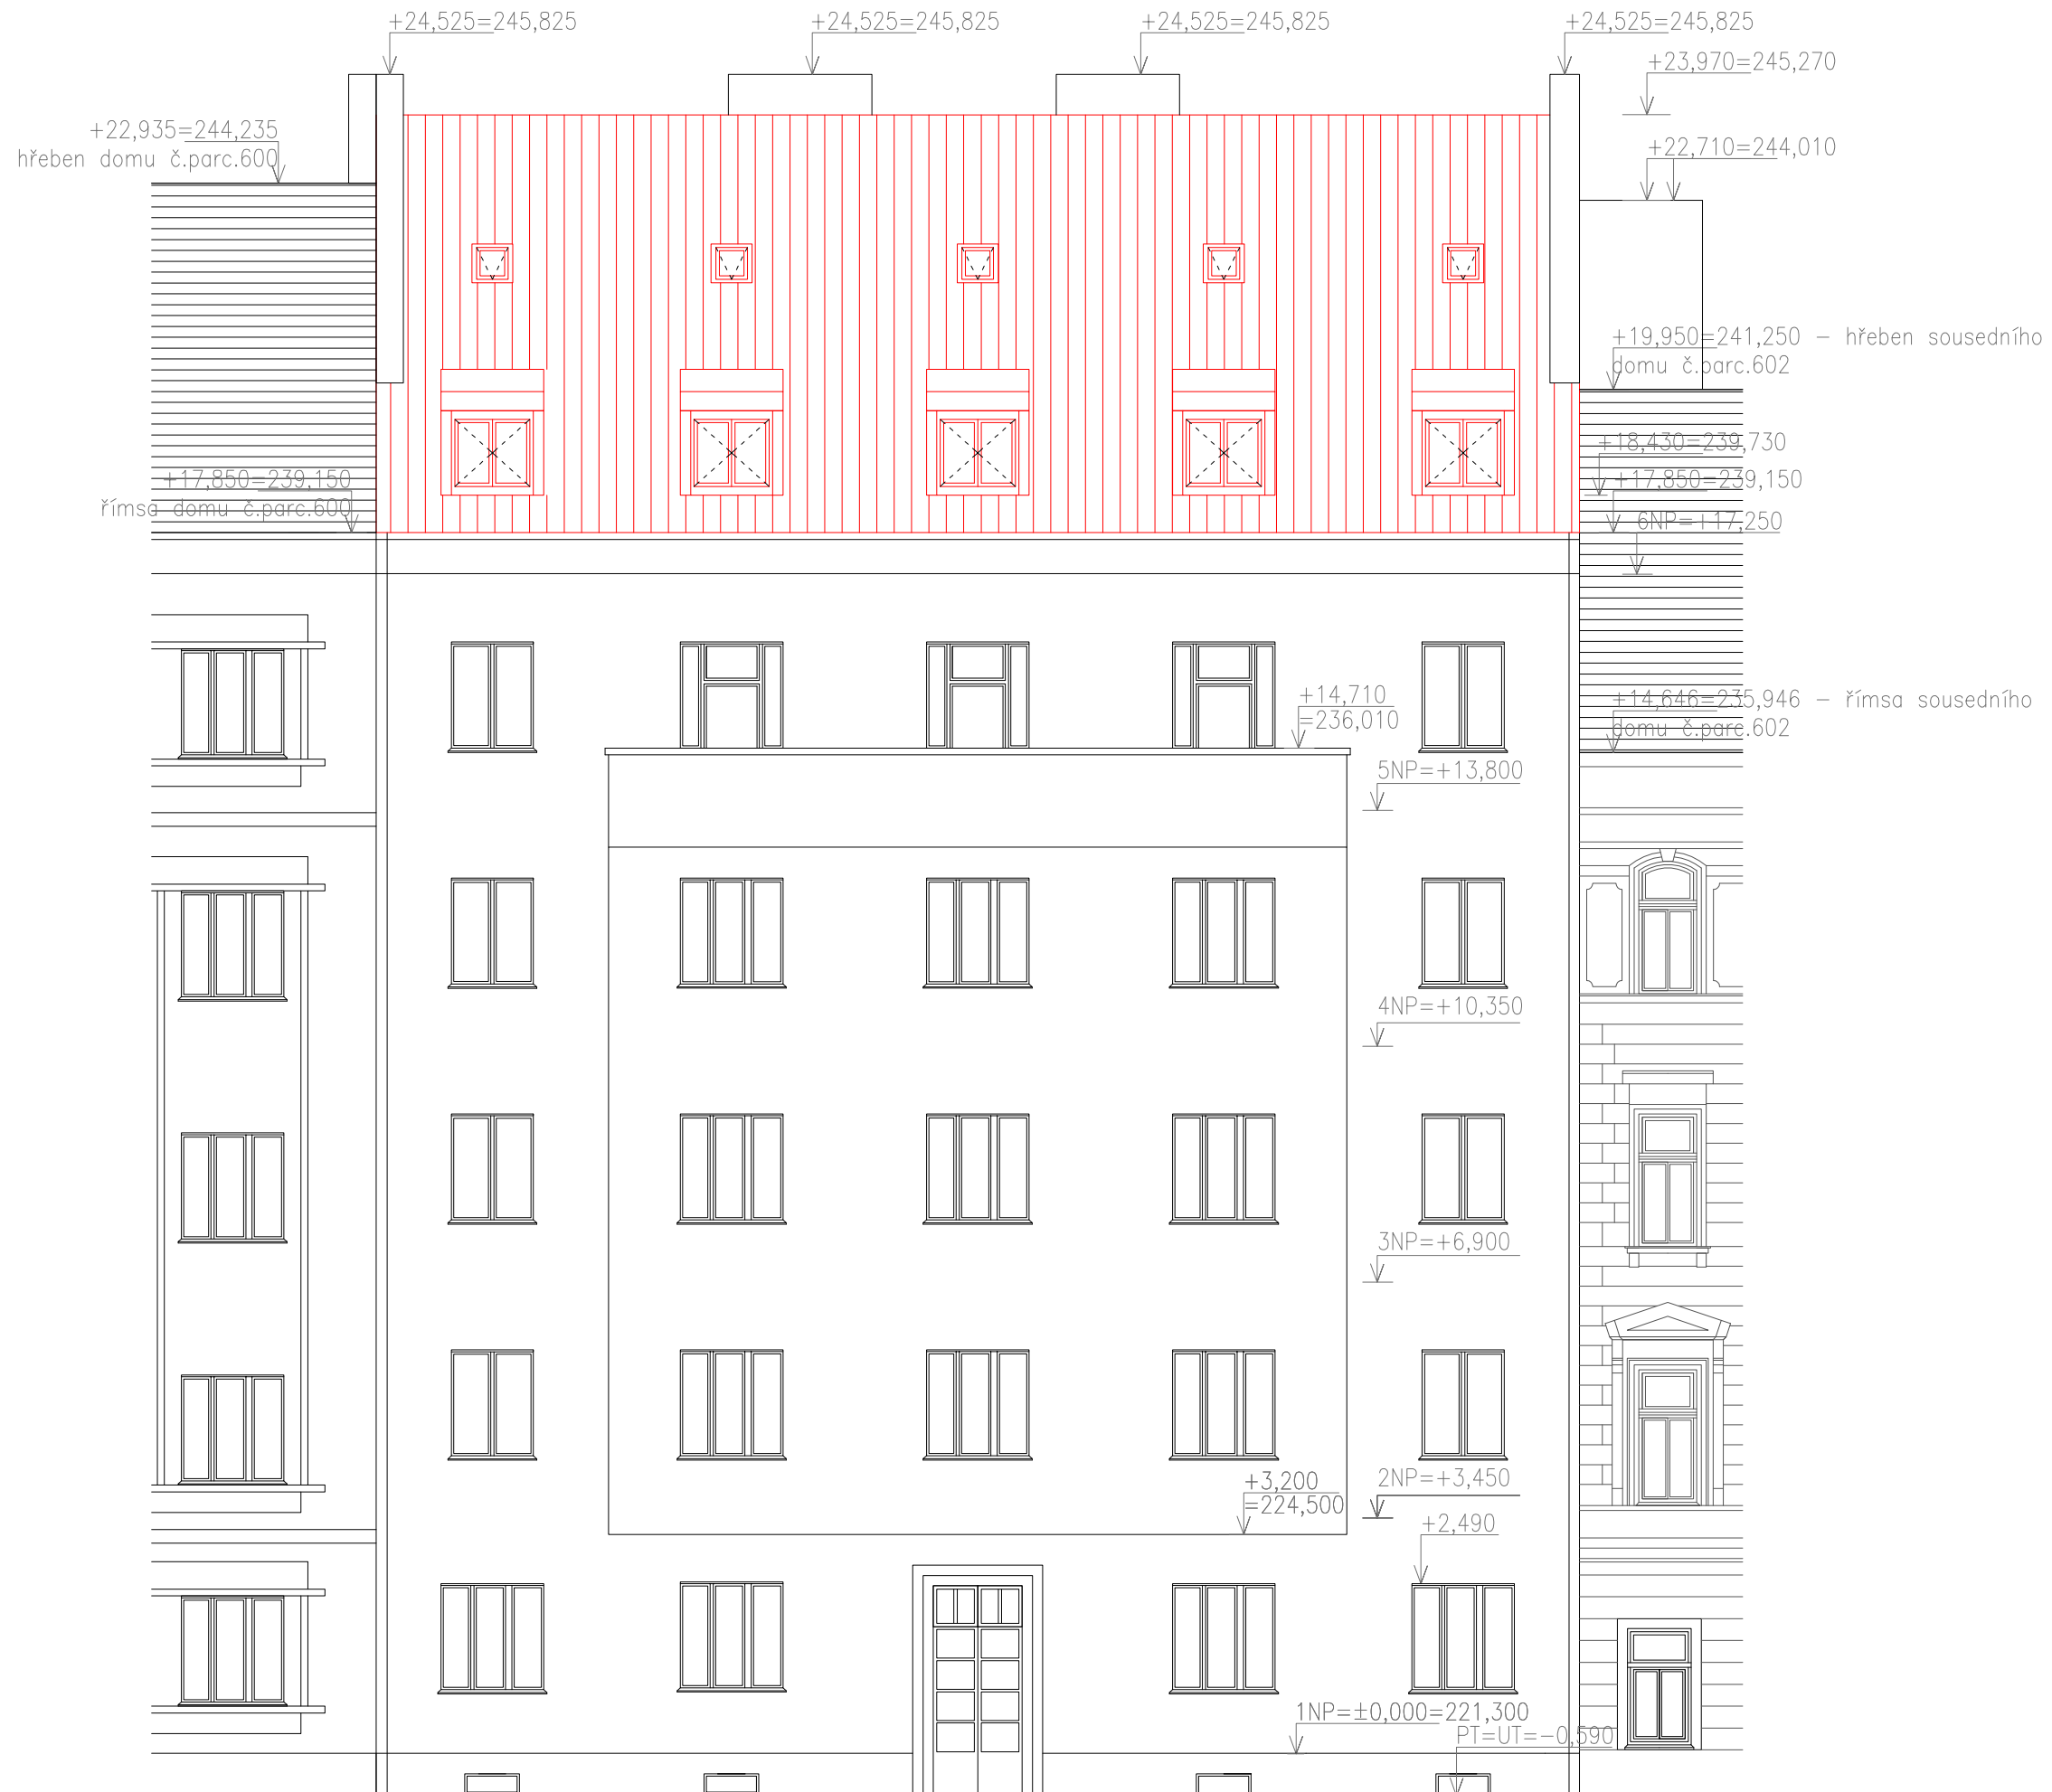 +24,525=245,825
+24,525=245,825
+24,525=245,825
+24,525=245,825
+23,970=245,270
+22,935=244,235
hřeben domu č.parc.600
+22,710=244,010
+19,950=241,250 – hřeben sousedního
domu č.parc.602
+18,430=239,730
+17,850=239,150
římsa domu č.parc.600
+17,850=239,150
6NP=+17,250
+14,710
=236,010
+14,646=235,946 – římsa sousedního
domu č.parc.602
5NP=+13,800
4NP=+10,350
3NP=+6,900
+3,200
=224,500
2NP=+3,450
+2,490
1NP=±0,000=221,300
PT=UT=-0,590